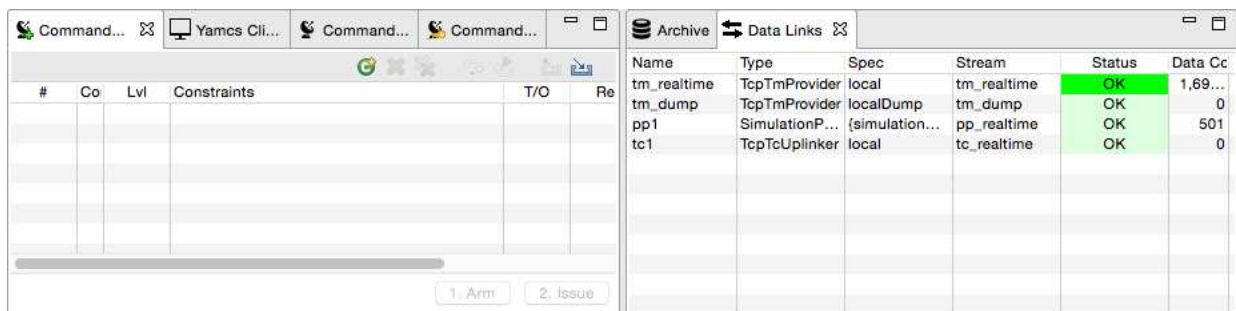 Command... Yamcs Cli... Command... Command...
# Co Lvl Constraints T/O Re
1. Arm 2. Issue
Archive Data Links
Name Type Spec Stream Status Data Cc
tm_realtime TcpTmProvider local tm_realtime OK 1,69...
tm_dump TcpTmProvider localDump tm_dump OK 0
pp1 SimulationP... {simulation... pp_realtime OK 501
tc1 TcpTcUplinker local tc_realtime OK 0